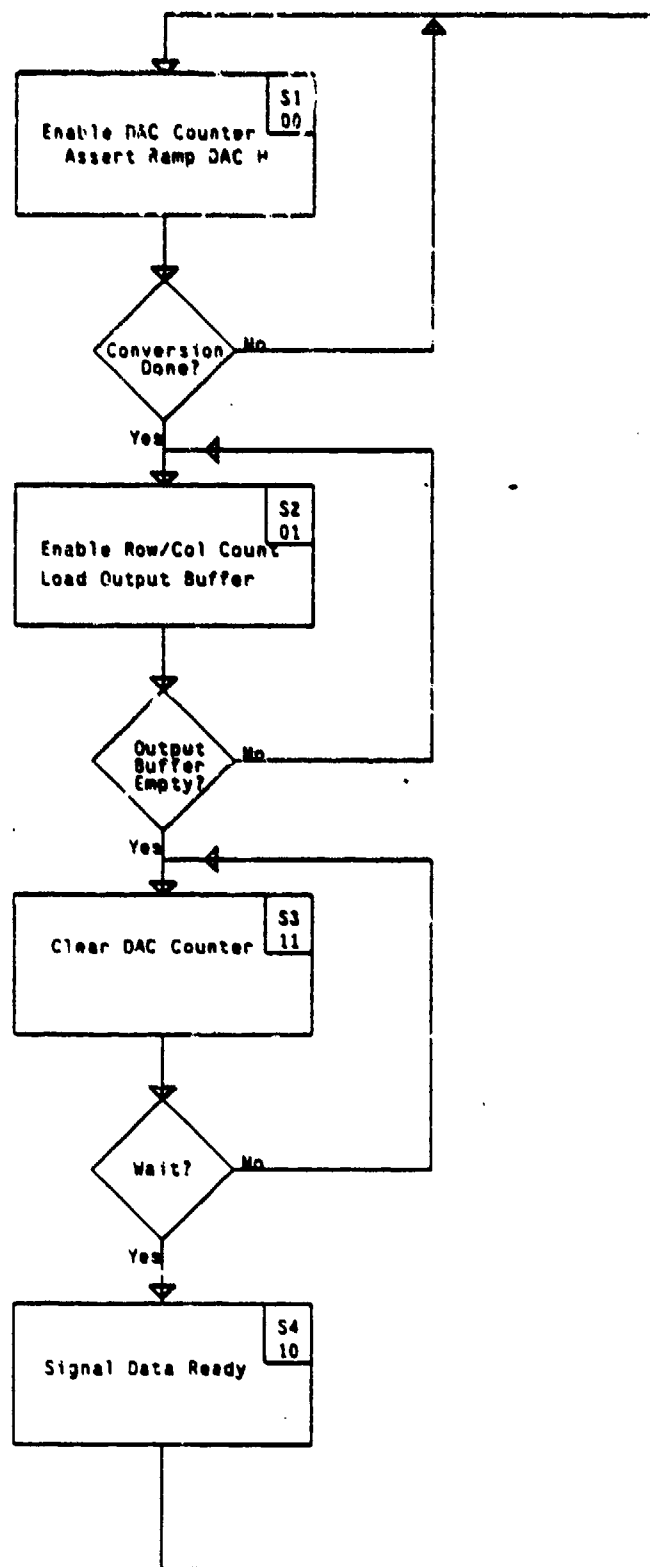 S1
00
Enable DAC Counter
Assert Ramp DAC H
Conversion
Done?
No
Yes
S2
01
Enable Row/Col Count
Load Output Buffer
Output
Buffer
Empty?
No
Yes
S3
11
Clear DAC Counter
Wait?
No
Yes
S4
10
Signal Data Ready